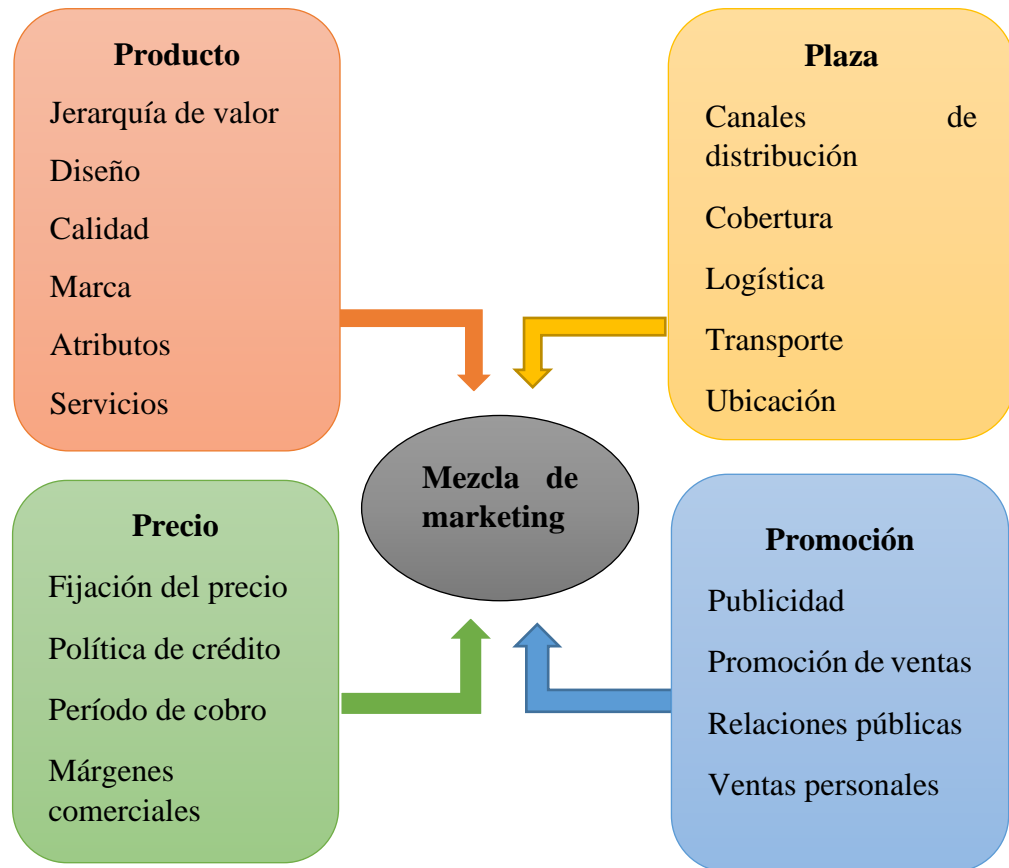 Producto
Jerarquía de valor
Diseño
Calidad
Marca
Atributos
Servicios
Plaza
Canales de
distribución
Cobertura
Logística
Transporte
Ubicación
Mezcla de
marketing
Precio
Fijación del precio
Política de crédito
Período de cobro
Márgenes
comerciales
Promoción
Publicidad
Promoción de ventas
Relaciones públicas
Ventas personales